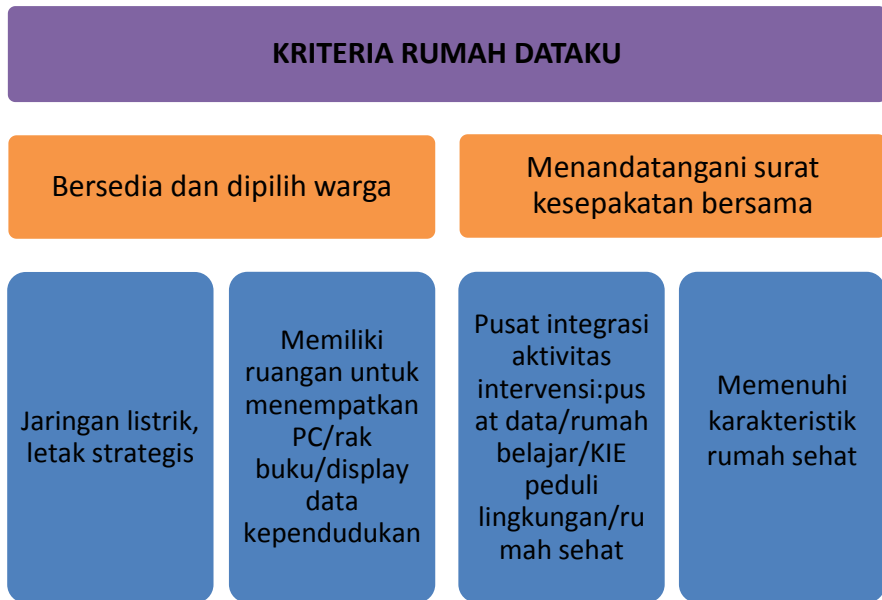 KRITERIA RUMAH DATAKU
Bersedia dan dipilih warga
Menandatangani surat
kesepakatan bersama
Jaringan listrik,
letak strategis
Memiliki
ruangan untuk
menempatkan
PC/rak
buku/display
data
kependudukan
Pusat integrasi
aktivitas
intervensi:pus
at data/rumah
belajar/KIE
peduli
lingkungan/ru
mah sehat
Memenuhi
karakteristik
rumah sehat